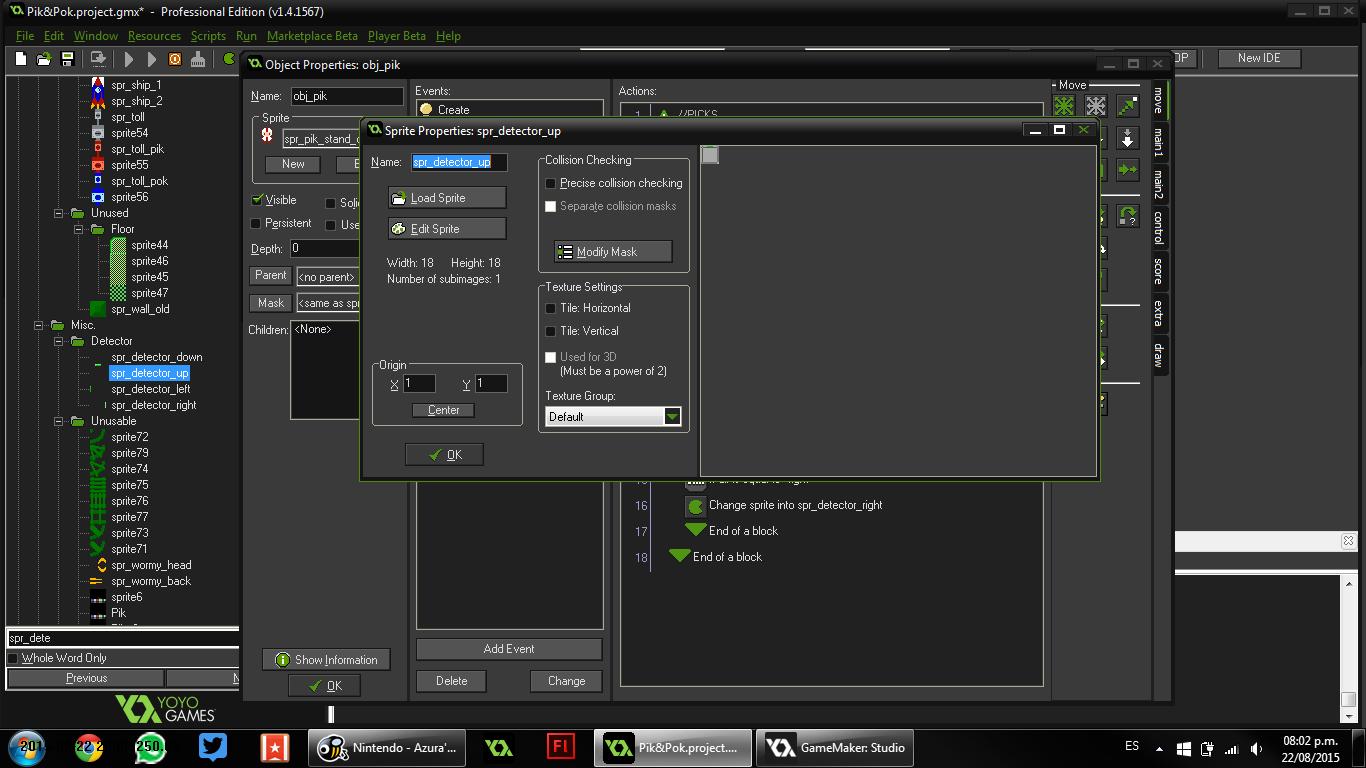 Pik&Pok.project.gmx* - Professional Edition (v1.4.1567)
File Edit Window Resources Scripts Run Marketplace Beta Player Beta Help
New IDE
spr_ship_1
spr_ship_2
spr_toll
sprite54
spr_toll_pik
sprite55
spr_toll_pok
sprite56
Unused
Floor
sprite44
sprite46
sprite45
sprite47
spr_wall_old
Misc.
Detector
spr_detector_down
spr_detector_up
spr_detector_left
spr_detector_right
Unusable
sprite72
sprite79
sprite74
sprite75
sprite76
sprite77
sprite73
sprite71
spr_wormy_head
spr_wormy_back
sprite6
Pik
spr_dete
Whole Word Only
Previous
YOYO
GAMES
Object Properties: obj_pik
Name: obj_pik
Sprite
spr_pik_stand_
New
Visible
Persistent
Depth: 0
Parent <no parent>
Mask
Children: <None>
Show Information
OK
Events:
Create
Add Event
Delete
Change
Actions:
1 //PICKS
16 Change sprite into spr_detector_right
17 End of a block
18 End of a block
Move
move
main1
main2
control
score
extra
draw
Sprite Properties: spr_detector_up
Name: spr_detector_up
Load Sprite
Edit Sprite
Width: 18 Height: 18
Number of subimages: 1
Origin
X 1 Y 1
Center
OK
Collision Checking
Precise collision checking
Separate collision masks
Modify Mask
Texture Settings
Tile: Horizontal
Tile: Vertical
Used for 3D
(Must be a power of 2)
Texture Group:
Default
Nintendo - Azura'...
Fl
Pik&Pok.project....
GameMaker: Studio
ES
08:02 p.m.
22/08/2015